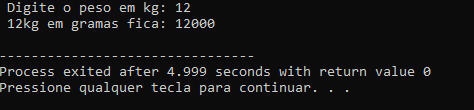 Digite o peso em kg: 12
12kg em gramas fica: 12000
--------------------------------
Process exited after 4.999 seconds with return value 0
Pressione qualquer tecla para continuar. . .